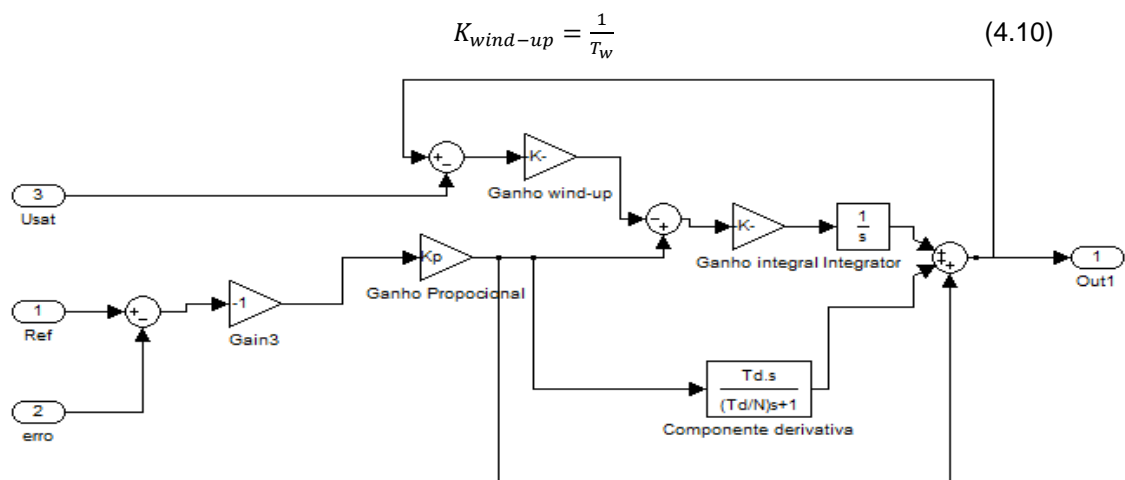 K_{wind-up} = \frac{1}{T_w} (4.10)
+ -
K-
Ganho wind-up
3
Usat
- +
K-
Ganho integral
1
s
Integrator
+ + +
1
Out1
Kp
Ganho Propocional
1
Ref
+ -
-1
Gain3
Td.s
(Td/N)s+1
Componente derivativa
2
erro